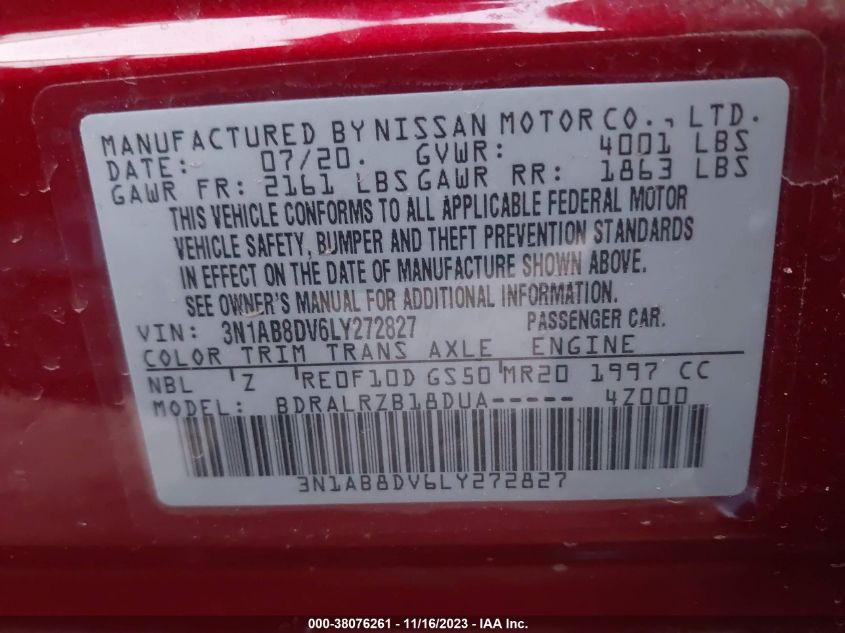 MANUFACTURED BY NISSAN MOTOR CO., LTD.
DATE: 07/20. GVWR: 4001 LBS
GAWR FR: 2161 LBS GAWR RR: 1863 LBS
THIS VEHICLE CONFORMS TO ALL APPLICABLE FEDERAL MOTOR
VEHICLE SAFETY, BUMPER AND THEFT PREVENTION STANDARDS
IN EFFECT ON THE DATE OF MANUFACTURE SHOWN ABOVE.
SEE OWNER'S MANUAL FOR ADDITIONAL INFORMATION.
VIN: 3N1AB8DV6LY272827 PASSENGER CAR.
COLOR TRIM TRANS AXLE ENGINE
NBL Z RE0F10D GS50 MR20 1997 CC
MODEL: BDRALRZB18DUA----- 4Z000
3N1AB8DV6LY272827
000-38076261 - 11/16/2023 - IAA Inc.